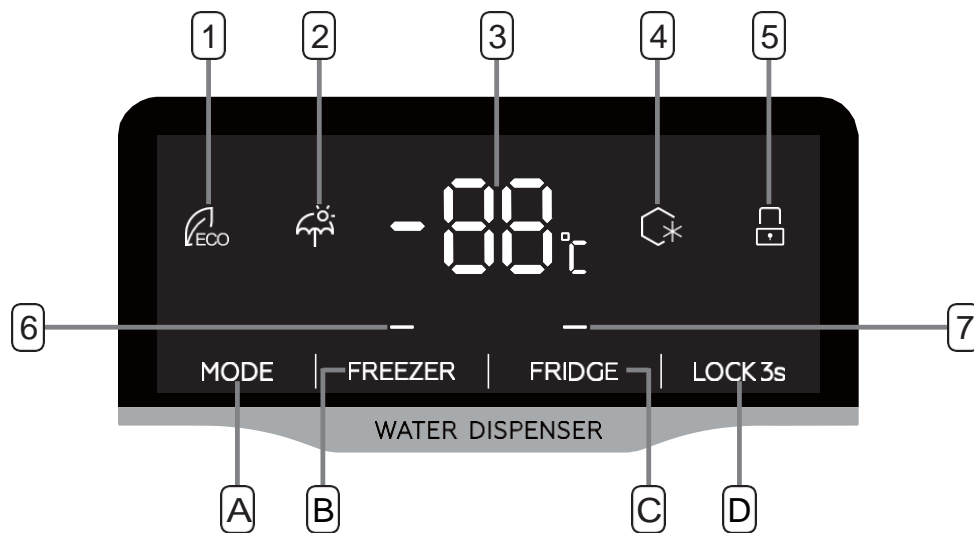 1 2 3 4 5
ECO -88°C
6 7
MODE FREEZER FRIDGE LOCK 3s
WATER DISPENSER
A B C D